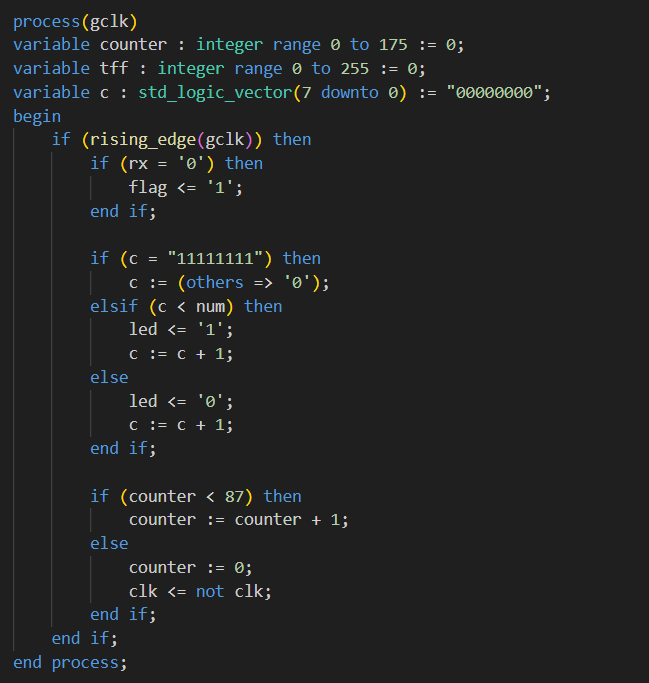 process(gclk)
variable counter : integer range 0 to 175 := 0;
variable tff : integer range 0 to 255 := 0;
variable c : std_logic_vector(7 downto 0) := "00000000";
begin
    if (rising_edge(gclk)) then
        if (rx = '0') then
            flag <= '1';
        end if;

        if (c = "11111111") then
            c := (others => '0');
        elsif (c < num) then
            led <= '1';
            c := c + 1;
        else
            led <= '0';
            c := c + 1;
        end if;

        if (counter < 87) then
            counter := counter + 1;
        else
            counter := 0;
            clk <= not clk;
        end if;
    end if;
end process;